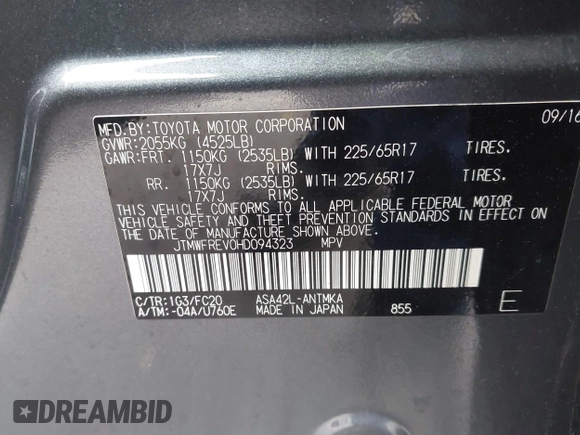 MFD.BY:TOYOTA MOTOR CORPORATION 09/16
GVWR:2055KG (4525LB)
GAWR:FRT. 1150KG (2535LB) WITH 225/65R17 TIRES.
17X7J RIMS.
RR. 1150KG (2535LB) WITH 225/65R17 TIRES.
17X7J RIMS.
THIS VEHICLE CONFORMS TO ALL APPLICABLE FEDERAL MOTOR
VEHICLE SAFETY AND THEFT PREVENTION STANDARDS IN EFFECT ON
THE DATE OF MANUFACTURE SHOWN ABOVE.
JTMWFREV0HD094323 MPV
C/TR:1G3/FC20 ASA42L-ANTMKA
A/TM:-04A/U760E MADE IN JAPAN 855 E
DREAMBID